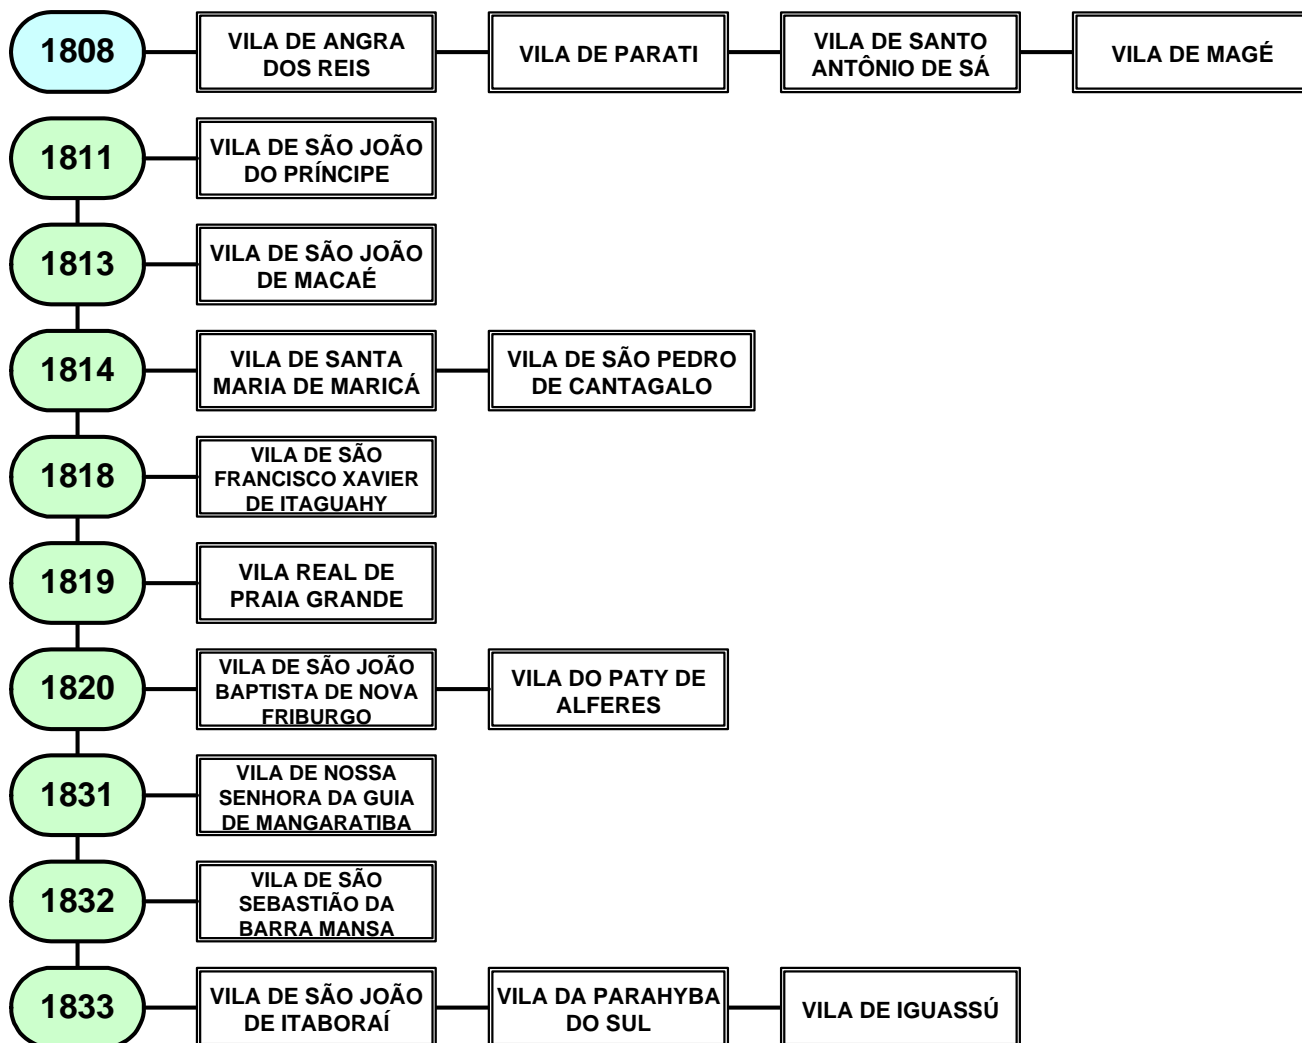 1808
VILA DE ANGRA
DOS REIS
VILA DE PARATI
VILA DE SANTO
ANTÔNIO DE SÁ
VILA DE MAGÉ
1811
VILA DE SÃO JOÃO
DO PRÍNCIPE
1813
VILA DE SÃO JOÃO
DE MACAÉ
1814
VILA DE SANTA
MARIA DE MARICÁ
VILA DE SÃO PEDRO
DE CANTAGALO
1818
VILA DE SÃO
FRANCISCO XAVIER
DE ITAGUAHY
1819
VILA REAL DE
PRAIA GRANDE
1820
VILA DE SÃO JOÃO
BAPTISTA DE NOVA
FRIBURGO
VILA DO PATY DE
ALFERES
1831
VILA DE NOSSA
SENHORA DA GUIA
DE MANGARATIBA
1832
VILA DE SÃO
SEBASTIÃO DA
BARRA MANSA
1833
VILA DE SÃO JOÃO
DE ITABORAÍ
VILA DA PARAHYBA
DO SUL
VILA DE IGUASSÚ